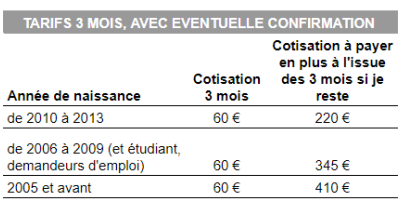 TARIFS 3 MOIS, AVEC EVENTUELLE CONFIRMATION
Année de naissance
Cotisation
3 mois
Cotisation à payer
en plus à l'issue
des 3 mois si je
reste
de 2010 à 2013 60 € 220 €
de 2006 à 2009 (et étudiant,
demandeurs d'emploi) 60 € 345 €
2005 et avant 60 € 410 €